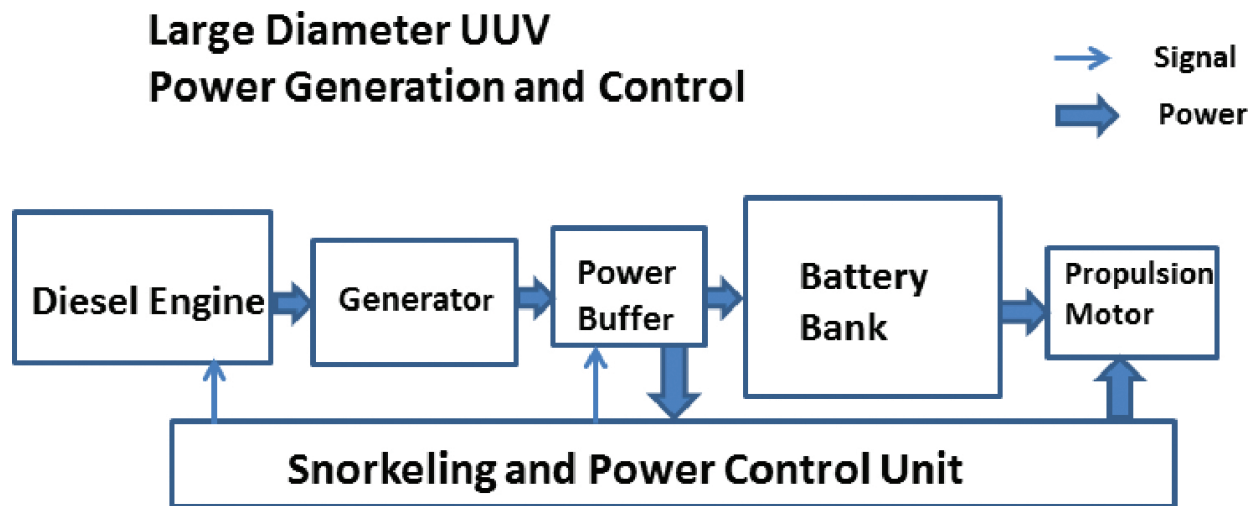 Large Diameter UUV
Power Generation and Control
Signal
Power
Diesel Engine
Generator
Power
Buffer
Battery
Bank
Propulsion
Motor
Snorkeling and Power Control Unit